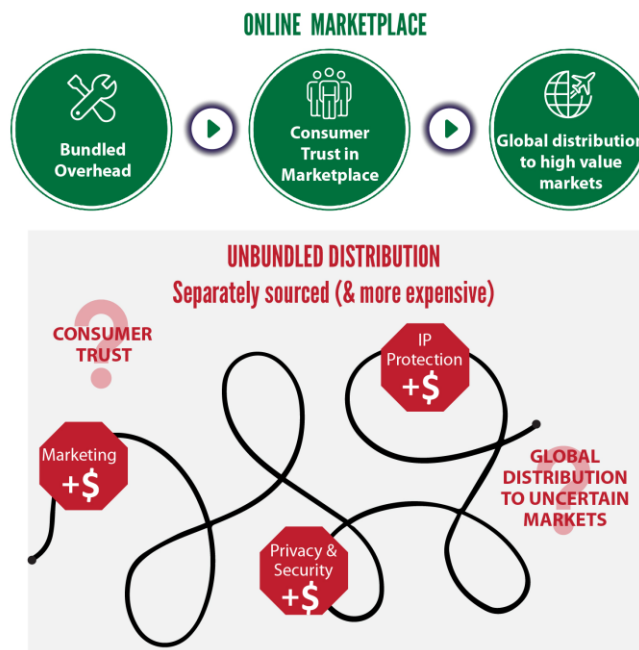 ONLINE MARKETPLACE
Bundled
Overhead
Consumer
Trust in
Marketplace
Global distribution
to high value
markets
UNBUNDLED DISTRIBUTION
Separately sourced (& more expensive)
?
CONSUMER
TRUST
IP
Protection
+$
Marketing
+$
?
GLOBAL
DISTRIBUTION
TO UNCERTAIN
MARKETS
Privacy &
Security
+$